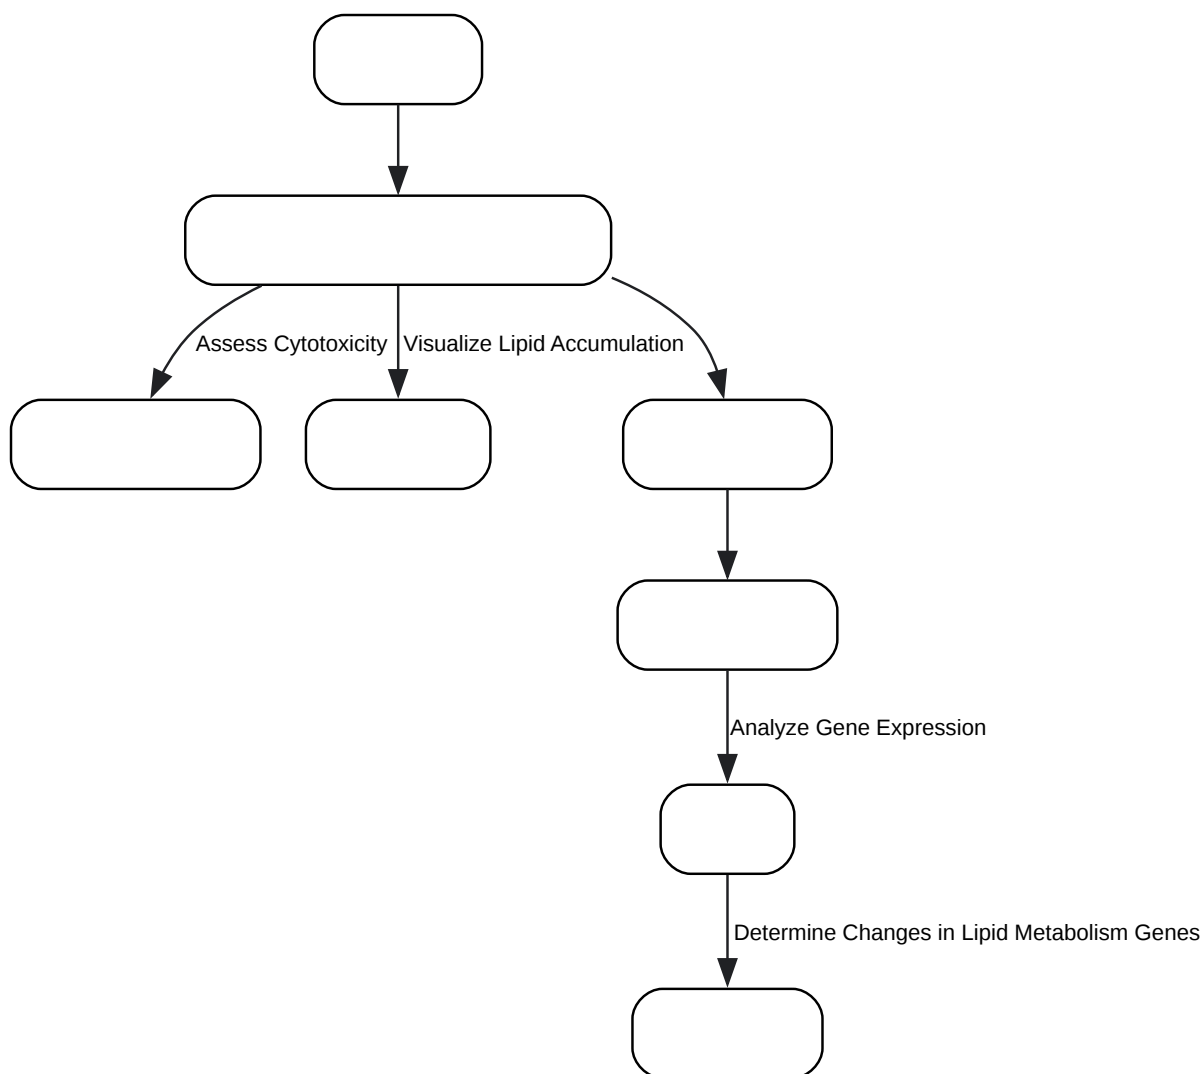 Assess Cytotoxicity
Visualize Lipid Accumulation
Analyze Gene Expression
Determine Changes in Lipid Metabolism Genes